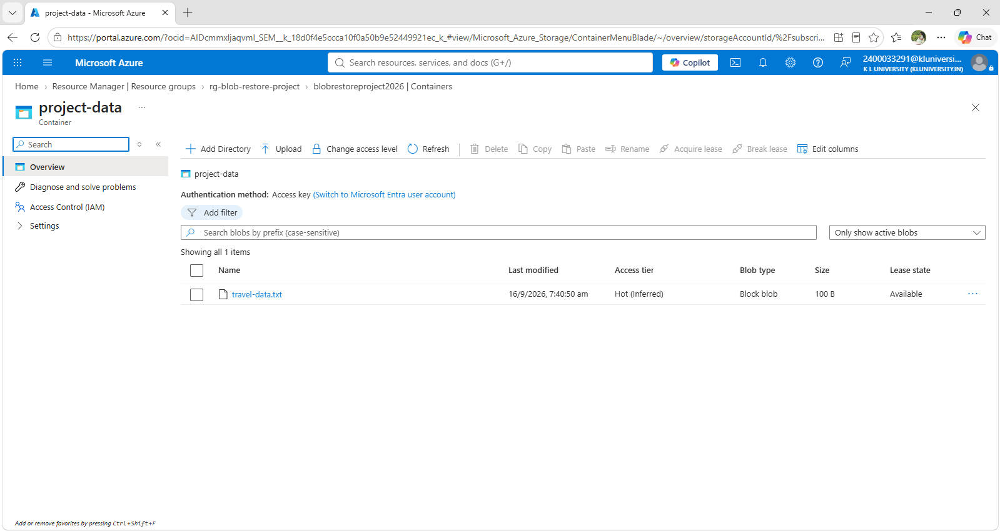 project-data - Microsoft Azure
https://portal.azure.com/?ocid=AIDcmmxljaqvml_SEM__k_18d0f4e5ccca10f0a50b9e52449921ec_k_#view/Microsoft_Azure_Storage/ContainerMenuBlade/~/overview/storageAccountId/%2Fsubscri...
Chat
Microsoft Azure
Search resources, services, and docs (G+/)
Copilot
2400033291@kluniversi...
K L UNIVERSITY (KLUNIVERSITY.IN)
Home > Resource Manager | Resource groups > rg-blob-restore-project > blobrestoreproject2026 | Containers
project-data ...
Container
Search
Overview
Diagnose and solve problems
Access Control (IAM)
Settings
Add Directory Upload Change access level Refresh Delete Copy Paste Rename Acquire lease Break lease Edit columns
project-data
Authentication method: Access key (Switch to Microsoft Entra user account)
Add filter
Search blobs by prefix (case-sensitive) Only show active blobs
Showing all 1 items
Name Last modified Access tier Blob type Size Lease state
travel-data.txt 16/9/2026, 7:40:50 am Hot (Inferred) Block blob 100 B Available ...
Add or remove favorites by pressing Ctrl+Shift+F